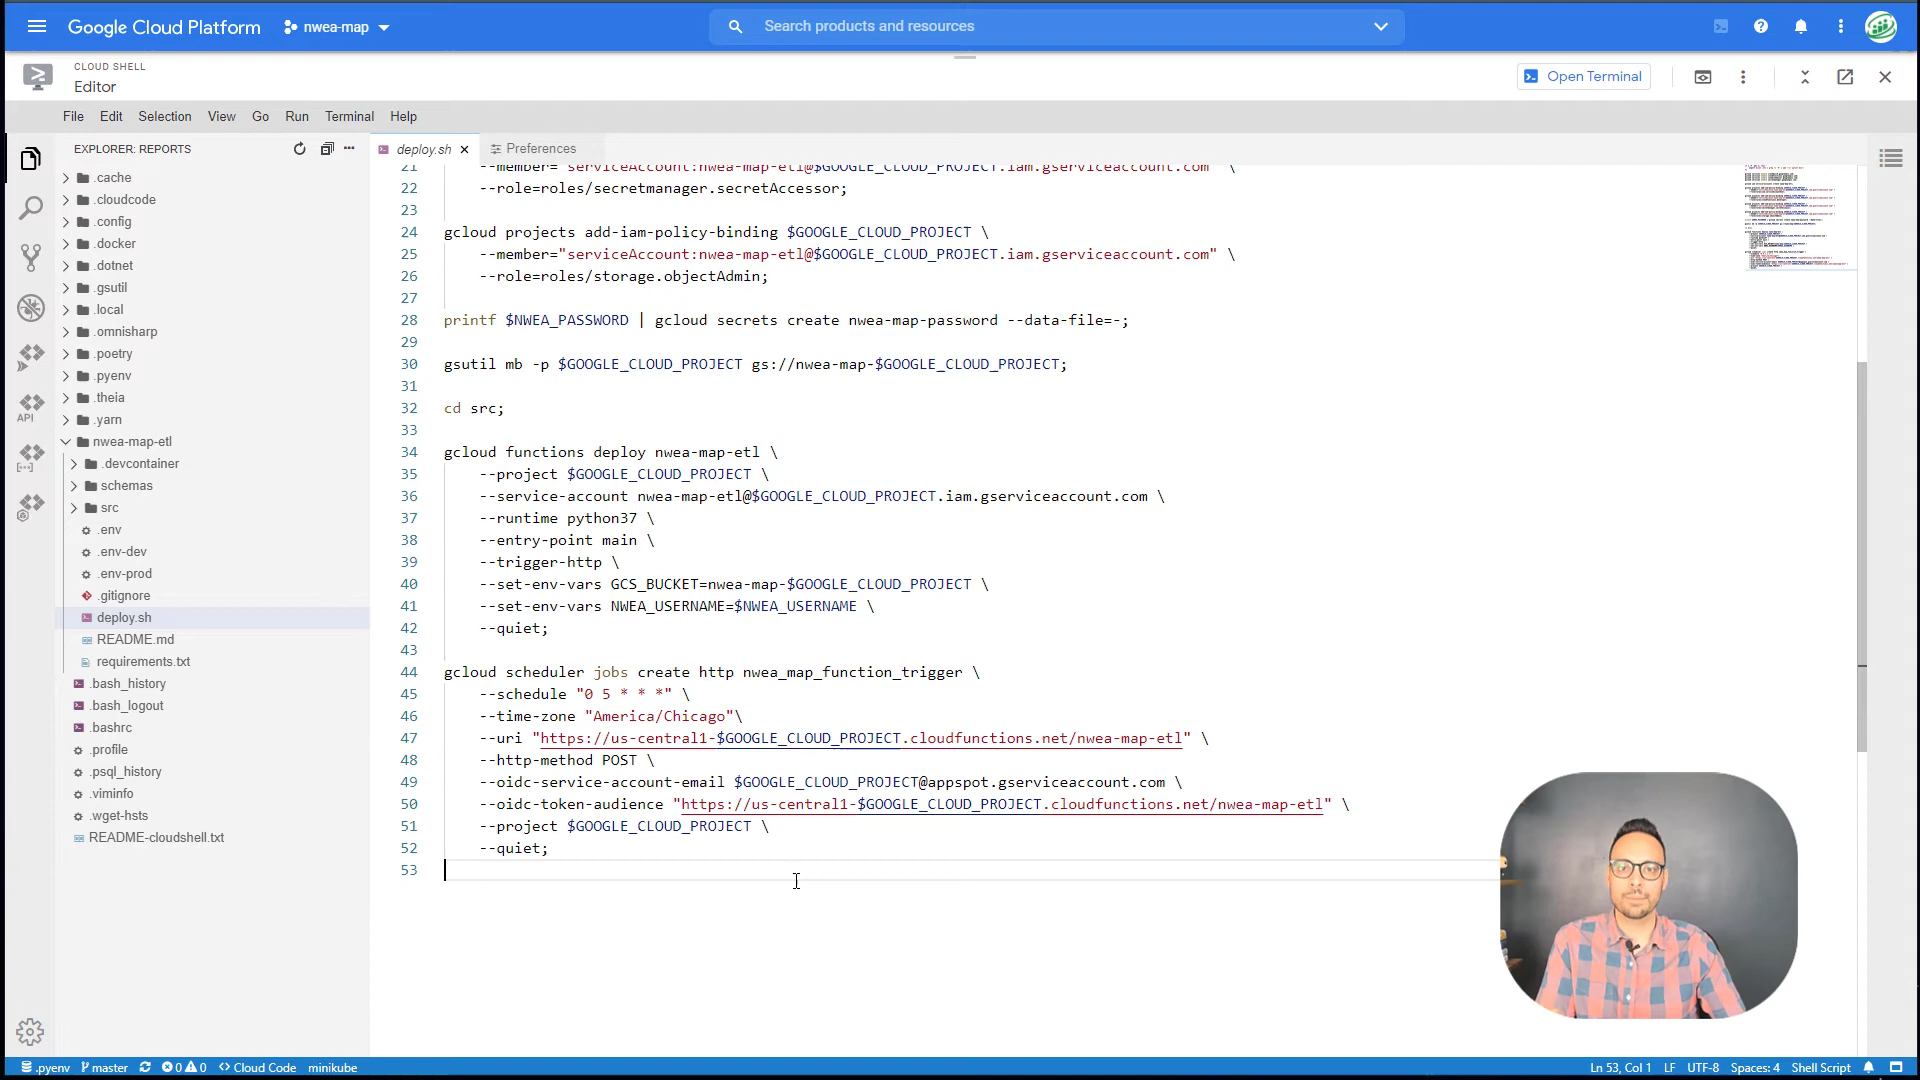 Google Cloud Platform
nwea-map
Search products and resources
CLOUD SHELL
Editor
Open Terminal
File Edit Selection View Go Run Terminal Help
EXPLORER: REPORTS
.cache
.cloudcode
.config
.docker
.dotnet
.gsutil
.local
.omnisharp
.poetry
.pyenv
.theia
.yarn
nwea-map-etl
.devcontainer
schemas
src
.env
.env-dev
.env-prod
.gitignore
deploy.sh
README.md
requirements.txt
.bash_history
.bash_logout
.bashrc
.profile
.psql_history
.viminfo
.wget-hsts
README-cloudshell.txt
API
deploy.sh
Preferences
21 --member="serviceAccount:nwea-map-etl@$GOOGLE_CLOUD_PROJECT.iam.gserviceaccount.com" \
22 --role=roles/secretmanager.secretAccessor;
23
24 gcloud projects add-iam-policy-binding $GOOGLE_CLOUD_PROJECT \
25 --member="serviceAccount:nwea-map-etl@$GOOGLE_CLOUD_PROJECT.iam.gserviceaccount.com" \
26 --role=roles/storage.objectAdmin;
27
28 printf $NWEA_PASSWORD | gcloud secrets create nwea-map-password --data-file=-;
29
30 gsutil mb -p $GOOGLE_CLOUD_PROJECT gs://nwea-map-$GOOGLE_CLOUD_PROJECT;
31
32 cd src;
33
34 gcloud functions deploy nwea-map-etl \
35 --project $GOOGLE_CLOUD_PROJECT \
36 --service-account nwea-map-etl@$GOOGLE_CLOUD_PROJECT.iam.gserviceaccount.com \
37 --runtime python37 \
38 --entry-point main \
39 --trigger-http \
40 --set-env-vars GCS_BUCKET=nwea-map-$GOOGLE_CLOUD_PROJECT \
41 --set-env-vars NWEA_USERNAME=$NWEA_USERNAME \
42 --quiet;
43
44 gcloud scheduler jobs create http nwea_map_function_trigger \
45 --schedule "0 5 * * *" \
46 --time-zone "America/Chicago"\
47 --uri "https://us-central1-$GOOGLE_CLOUD_PROJECT.cloudfunctions.net/nwea-map-etl" \
48 --http-method POST \
49 --oidc-service-account-email $GOOGLE_CLOUD_PROJECT@appspot.gserviceaccount.com \
50 --oidc-token-audience "https://us-central1-$GOOGLE_CLOUD_PROJECT.cloudfunctions.net/nwea-map-etl" \
51 --project $GOOGLE_CLOUD_PROJECT \
52 --quiet;
53
.pyenv master 0 0 Cloud Code minikube
Ln 53, Col 1 LF UTF-8 Spaces: 4 Shell Script